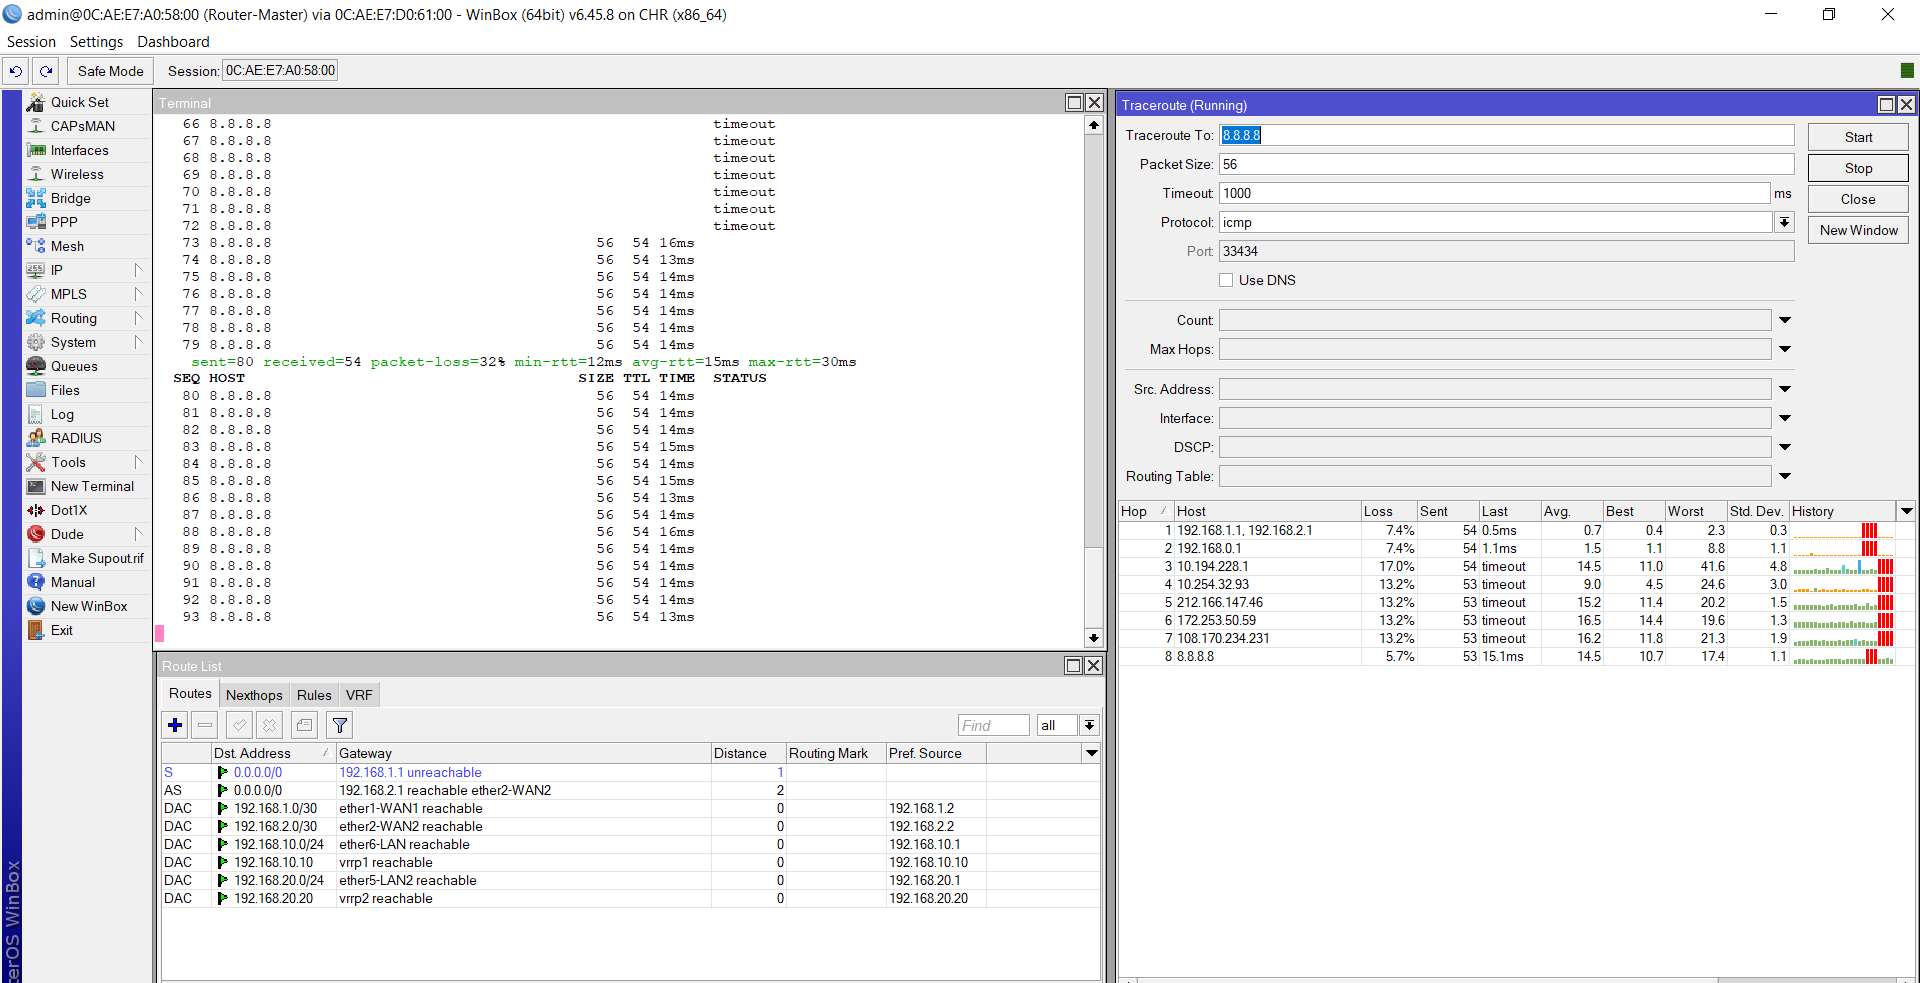 admin@0C:AE:E7:A0:58:00 (Router-Master) via 0C:AE:E7:D0:61:00 - WinBox (64bit) v6.45.8 on CHR (x86_64)
Session Settings Dashboard
Safe Mode Session: 0C:AE:E7:A0:58:00
Quick Set
CAPsMAN
Interfaces
Wireless
Bridge
PPP
Mesh
IP
MPLS
Routing
System
Queues
Files
Log
RADIUS
Tools
New Terminal
Dot1X
Dude
Make Supout.rif
Manual
New WinBox
Exit
terOS WinBox
Terminal
66 8.8.8.8 timeout
67 8.8.8.8 timeout
68 8.8.8.8 timeout
69 8.8.8.8 timeout
70 8.8.8.8 timeout
71 8.8.8.8 timeout
72 8.8.8.8 timeout
73 8.8.8.8 56 54 16ms
74 8.8.8.8 56 54 13ms
75 8.8.8.8 56 54 14ms
76 8.8.8.8 56 54 14ms
77 8.8.8.8 56 54 14ms
78 8.8.8.8 56 54 14ms
79 8.8.8.8 56 54 14ms
sent=80 received=54 packet-loss=32% min-rtt=12ms avg-rtt=15ms max-rtt=30ms
SEQ HOST SIZE TTL TIME STATUS
80 8.8.8.8 56 54 14ms
81 8.8.8.8 56 54 14ms
82 8.8.8.8 56 54 14ms
83 8.8.8.8 56 54 15ms
84 8.8.8.8 56 54 14ms
85 8.8.8.8 56 54 15ms
86 8.8.8.8 56 54 13ms
87 8.8.8.8 56 54 14ms
88 8.8.8.8 56 54 16ms
89 8.8.8.8 56 54 14ms
90 8.8.8.8 56 54 14ms
91 8.8.8.8 56 54 14ms
92 8.8.8.8 56 54 14ms
93 8.8.8.8 56 54 13ms
Route List
Routes Nexthops Rules VRF
Find all
Dst. Address Gateway Distance Routing Mark Pref. Source
S 0.0.0.0/0 192.168.1.1 unreachable 1
AS 0.0.0.0/0 192.168.2.1 reachable ether2-WAN2 2
DAC 192.168.1.0/30 ether1-WAN1 reachable 0 192.168.1.2
DAC 192.168.2.0/30 ether2-WAN2 reachable 0 192.168.2.2
DAC 192.168.10.0/24 ether6-LAN reachable 0 192.168.10.1
DAC 192.168.10.10 vrrp1 reachable 0 192.168.10.10
DAC 192.168.20.0/24 ether5-LAN2 reachable 0 192.168.20.1
DAC 192.168.20.20 vrrp2 reachable 0 192.168.20.20
Traceroute (Running)
Traceroute To: 8.8.8.8 Start
Packet Size: 56 Stop
Timeout: 1000 ms Close
Protocol: icmp New Window
Port: 33434
Use DNS
Count:
Max Hops:
Src. Address:
Interface:
DSCP:
Routing Table:
Hop Host Loss Sent Last Avg. Best Worst Std. Dev. History
1 192.168.1.1, 192.168.2.1 7.4% 54 0.5ms 0.7 0.4 2.3 0.3
2 192.168.0.1 7.4% 54 1.1ms 1.5 1.1 8.8 1.1
3 10.194.228.1 17.0% 54 timeout 14.5 11.0 41.6 4.8
4 10.254.32.93 13.2% 53 timeout 9.0 4.5 24.6 3.0
5 212.166.147.46 13.2% 53 timeout 15.2 11.4 20.2 1.5
6 172.253.50.59 13.2% 53 timeout 16.5 14.4 19.6 1.3
7 108.170.234.231 13.2% 53 timeout 16.2 11.8 21.3 1.9
8 8.8.8.8 5.7% 53 15.1ms 14.5 10.7 17.4 1.1